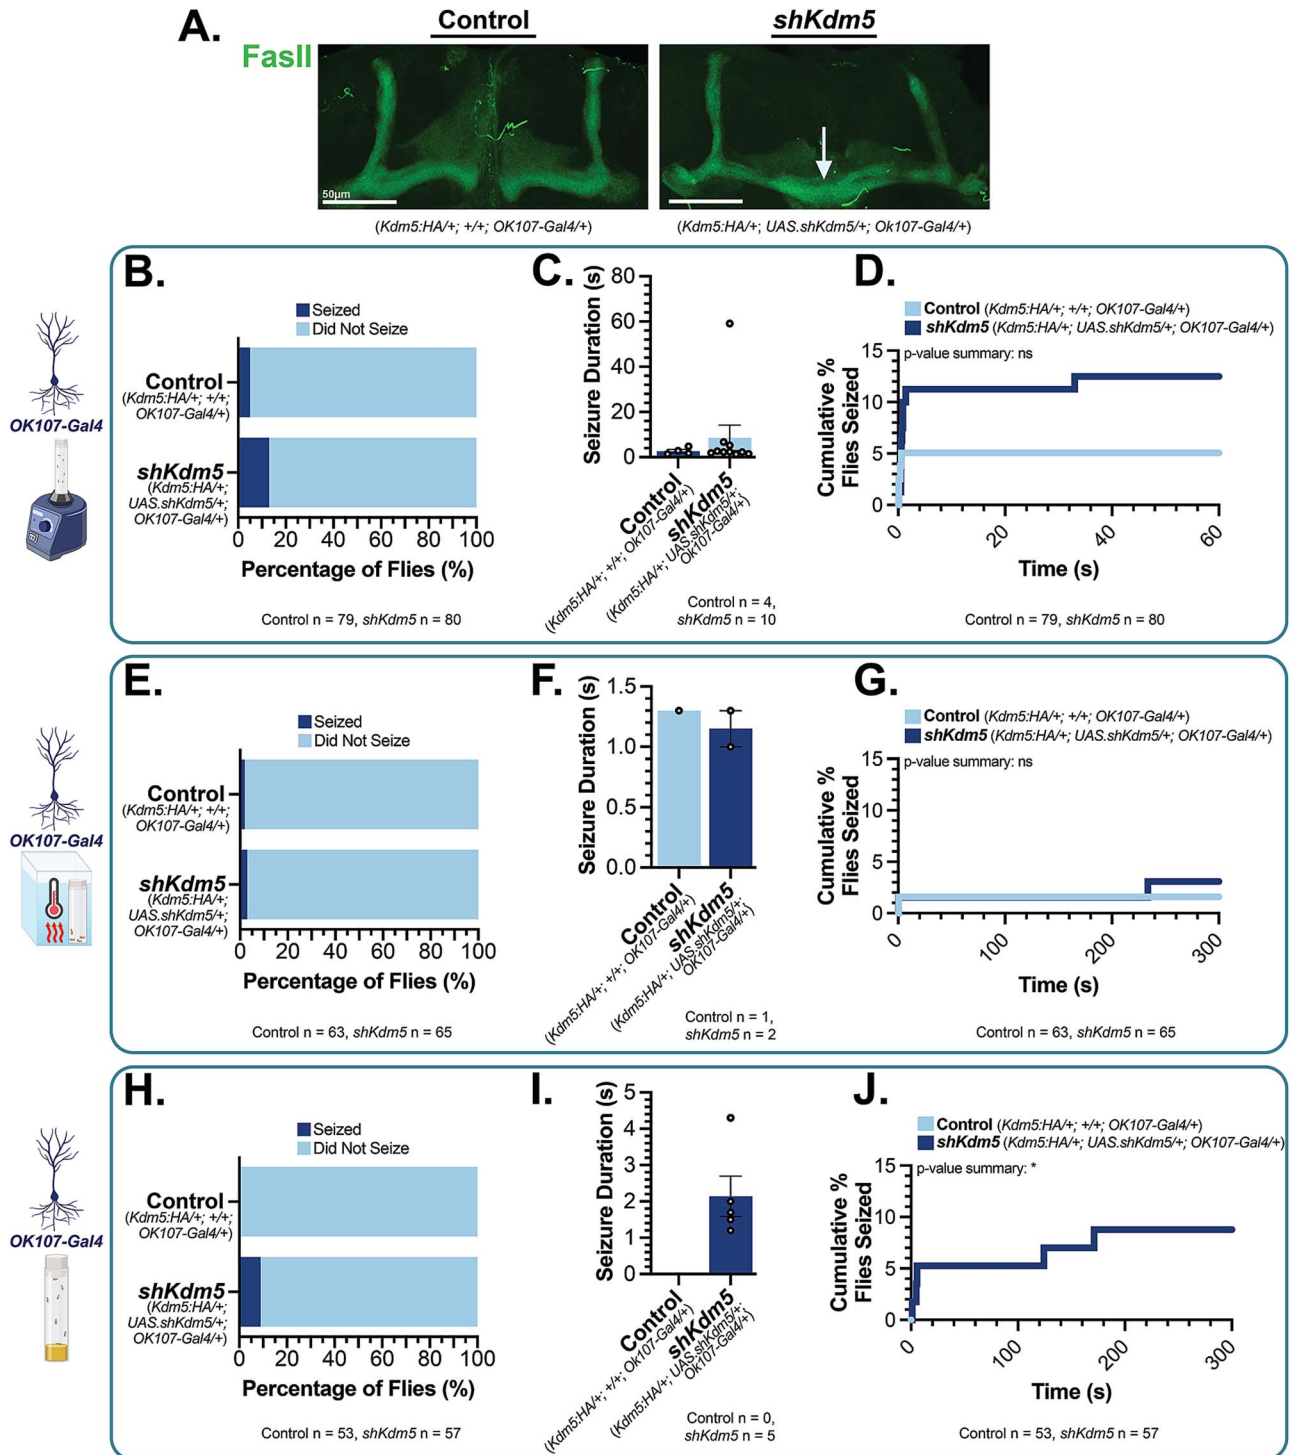 A.
Control
shKdm5
FasII
50µm
(Kdm5:HA/+; +/+; OK107-Gal4/+)
(Kdm5:HA/+; UAS.shKdm5/+; Ok107-Gal4/+)
B.
Seized
Did Not Seize
Control
(Kdm5:HA/+; +/+;
OK107-Gal4/+)
shKdm5
(Kdm5:HA/+;
UAS.shKdm5/+;
OK107-Gal4/+)
0 20 40 60 80 100
Percentage of Flies (%)
Control n = 79, shKdm5 n = 80
OK107-Gal4
C.
Seizure Duration (s)
80
60
40
20
0
Control
(Kdm5:HA/+; +/+; OK107-Gal4/+)
shKdm5
(Kdm5:HA/+; UAS.shKdm5/+;
Ok107-Gal4/+)
Control n = 4,
shKdm5 n = 10
D.
Control (Kdm5:HA/+; +/+; OK107-Gal4/+)
shKdm5 (Kdm5:HA/+; UAS.shKdm5/+; OK107-Gal4/+)
p-value summary: ns
Cumulative %
Flies Seized
15
10
5
0
0 20 40 60
Time (s)
Control n = 79, shKdm5 n = 80
E.
Seized
Did Not Seize
Control
(Kdm5:HA/+; +/+;
OK107-Gal4/+)
shKdm5
(Kdm5:HA/+;
UAS.shKdm5/+;
OK107-Gal4/+)
0 20 40 60 80 100
Percentage of Flies (%)
Control n = 63, shKdm5 n = 65
OK107-Gal4
F.
Seizure Duration (s)
1.5
1.0
0.5
0.0
Control
(Kdm5:HA/+; +/+; OK107-Gal4/+)
shKdm5
(Kdm5:HA/+; UAS.shKdm5/+;
OK107-Gal4/+)
Control n = 1,
shKdm5 n = 2
G.
Control (Kdm5:HA/+; +/+; OK107-Gal4/+)
shKdm5 (Kdm5:HA/+; UAS.shKdm5/+; OK107-Gal4/+)
p-value summary: ns
Cumulative %
Flies Seized
15
10
5
0
0 100 200 300
Time (s)
Control n = 63, shKdm5 n = 65
H.
Seized
Did Not Seize
Control
(Kdm5:HA/+; +/+;
OK107-Gal4/+)
shKdm5
(Kdm5:HA/+;
UAS.shKdm5/+;
OK107-Gal4/+)
0 20 40 60 80 100
Percentage of Flies (%)
Control n = 53, shKdm5 n = 57
OK107-Gal4
I.
Seizure Duration (s)
5
4
3
2
1
0
Control
(Kdm5:HA/+; +/+; Ok107-Gal4/+)
shKdm5
(Kdm5:HA/+; UAS.shKdm5/+;
Ok107-Gal4/+)
Control n = 0,
shKdm5 n = 5
J.
Control (Kdm5:HA/+; +/+; OK107-Gal4/+)
shKdm5 (Kdm5:HA/+; UAS.shKdm5/+; OK107-Gal4/+)
p-value summary: *
Cumulative %
Flies Seized
15
10
5
0
0 100 200 300
Time (s)
Control n = 53, shKdm5 n = 57